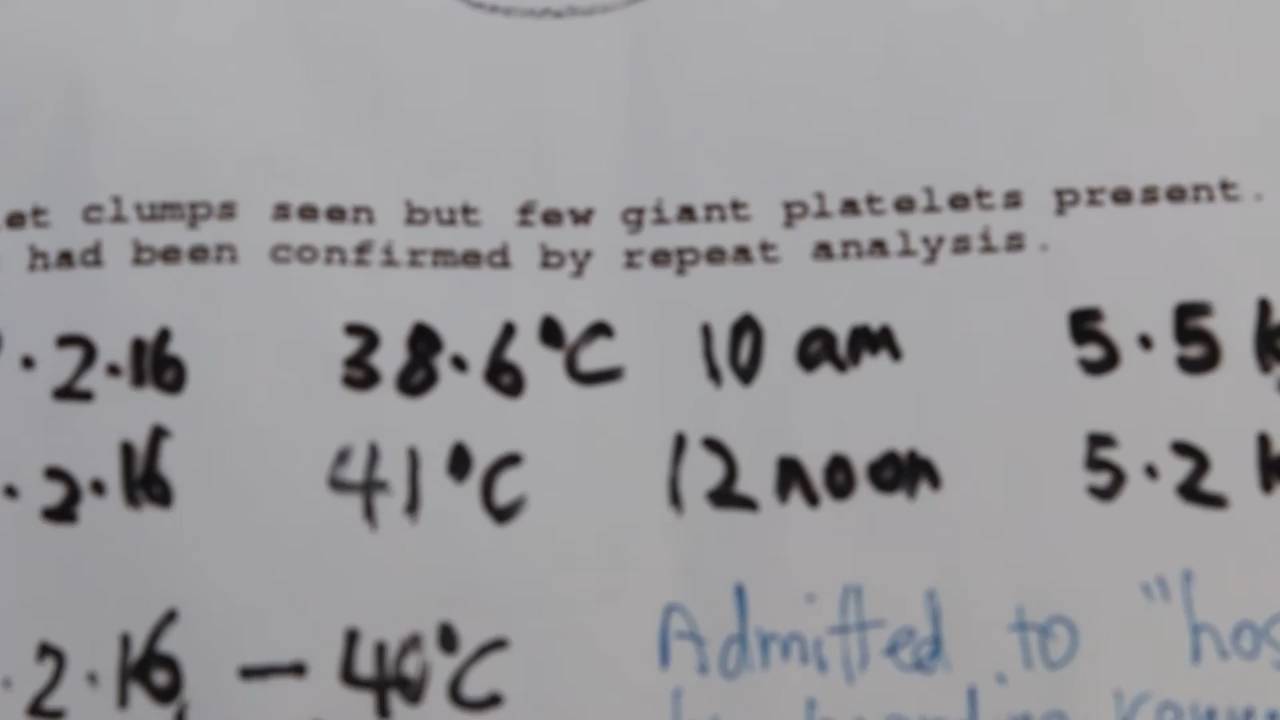 et clumps seen but few giant platelets present.
had been confirmed by repeat analysis.
.2.16 38.6°C 10 am 5.5 k
.2.16 41°C 12 noon 5.2 k
.2.16 — 40°C Admitted to "hos